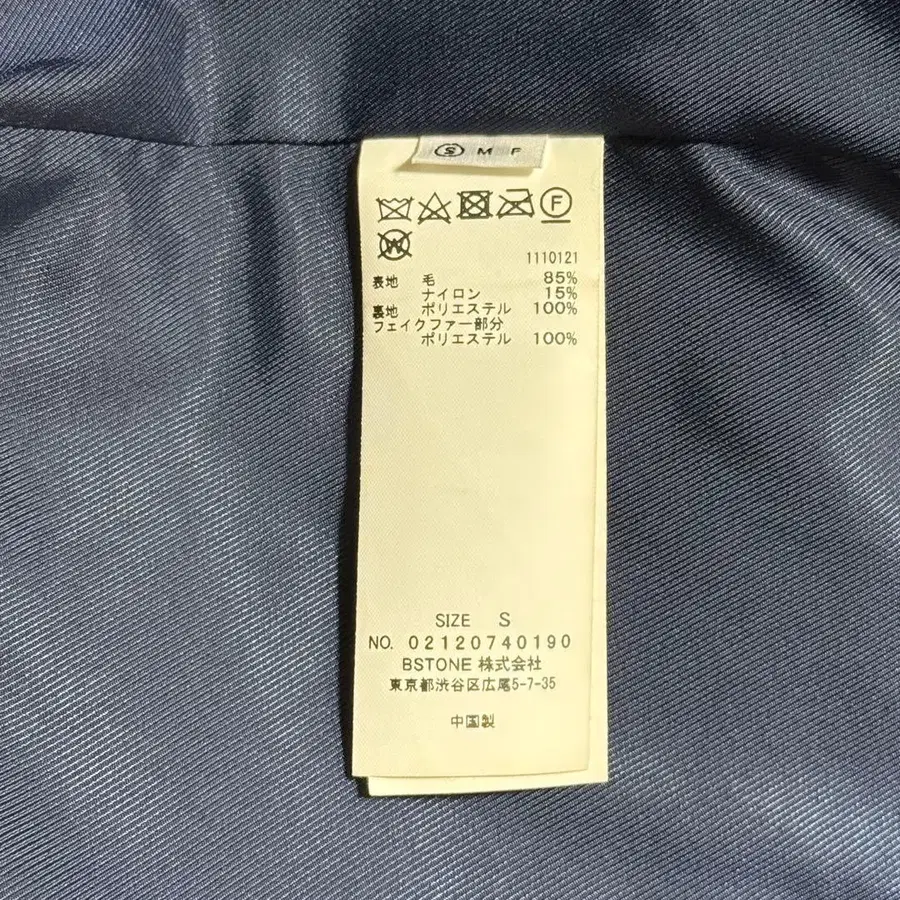 S M F
F
W
1110121
表地 毛 85%
ナイロン 15%
裏地 ポリエステル 100%
フェイクファー部分
ポリエステル 100%
SIZE S
NO. 02120740190
BSTONE 株式会社
東京都渋谷区広尾5-7-35
中国製